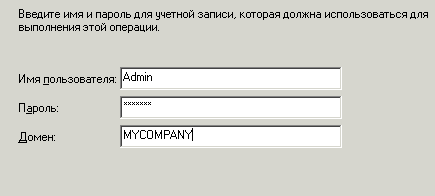 Введите имя и пароль для учетной записи, которая должна использоваться для
выполнения этой операции.
Имя пользователя: Admin
Пароль: xxxxxxx
Домен: MYCOMPANY